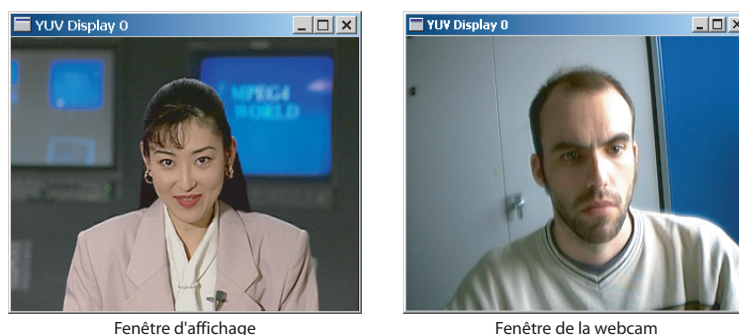 YUV Display 0
YUV Display 0
MPEG4
WORLD
Fenêtre d'affichage
Fenêtre de la webcam